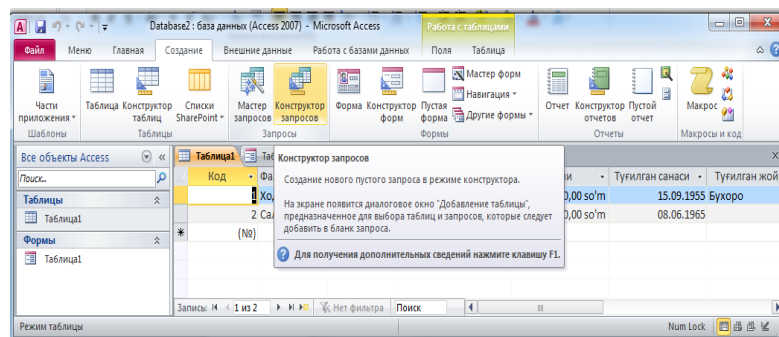 Database2 : база данных (Access 2007) - Microsoft Access
Работа с таблицами
Файл Меню Главная Создание Внешние данные Работа с базами данных Поля Таблица
Части приложения
Таблица
Конструктор таблиц
Списки SharePoint
Мастер запросов
Конструктор запросов
Форма
Конструктор форм
Пустая форма
Мастер форм
Навигация
Другие формы
Отчет
Конструктор отчетов
Пустой отчет
Макрос
Шаблоны Таблицы Запросы Формы Отчеты Макросы и код
Все объекты Access «
Поиск...
Таблицы
Таблица1
Формы
Таблица1
Таблица1
Код Туғилган санаси Туғилган жой
1 0,00 so'm 15.09.1955 Бухоро
2 0,00 so'm 08.06.1965
(№)
Конструктор запросов
Создание нового пустого запроса в режиме конструктора.
На экране появится диалоговое окно "Добавление таблицы",
предназначенное для выбора таблиц и запросов, которые следует
добавить в бланк запроса.
Для получения дополнительных сведений нажмите клавишу F1.
Запись: 1 из 2 Нет фильтра Поиск
Режим таблицы Num Lock